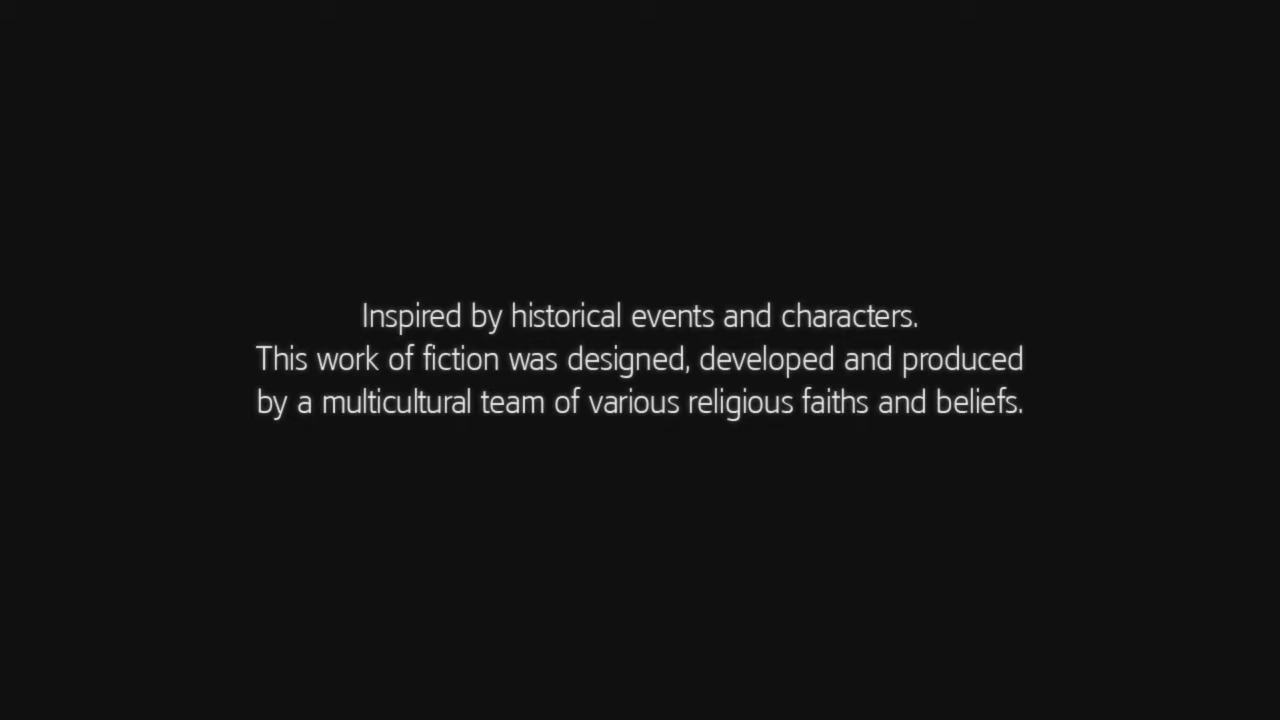 Inspired by historical events and characters.
This work of fiction was designed, developed and produced
by a multicultural team of various religious faiths and beliefs.